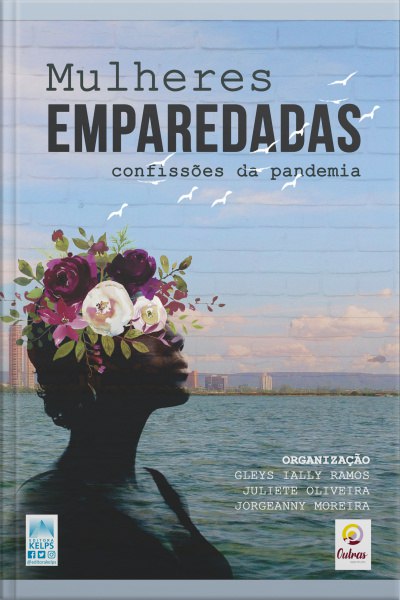 Mulheres
EMPAREDADAS
confissões da pandemia
ORGANIZAÇÃO
GLEYS IALLY RAMOS
JULIETE OLIVEIRA
JORGEANNY MOREIRA
EDITORA
KELPS
@editorakelps
Outras